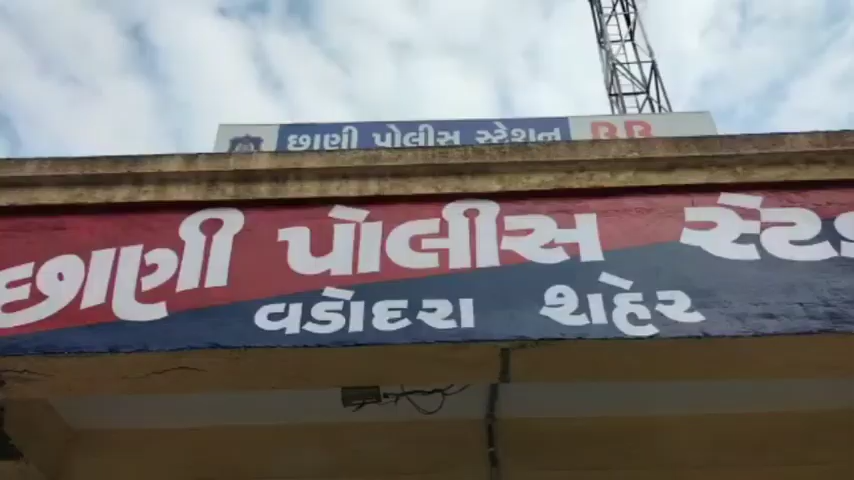 છાણી પોલીસ સ્ટેશન
છાણી પોલીસ સ્ટે
વડોદરા શહેર